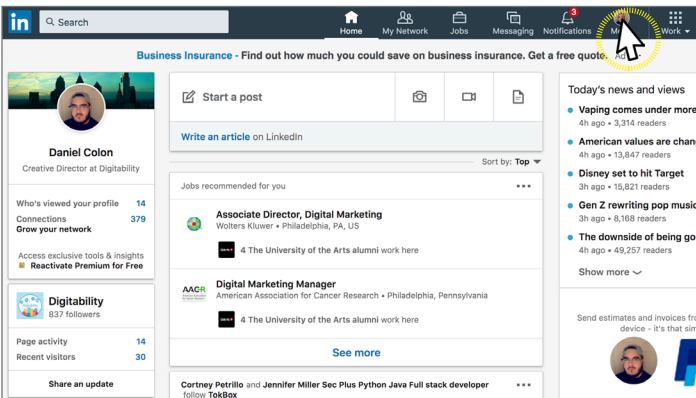 in
Search
Home
My Network
Jobs
Messaging
3
Notifications
Work
Business Insurance - Find out how much you could save on business insurance. Get a free quote. Ad
Daniel Colon
Creative Director at Digitability
Who's viewed your profile 14
Connections 379
Grow your network
Access exclusive tools & insights
Reactivate Premium for Free
Digitability
837 followers
Page activity 14
Recent visitors 30
Share an update
Start a post
Write an article on LinkedIn
Sort by: Top
Jobs recommended for you
Associate Director, Digital Marketing
Wolters Kluwer • Philadelphia, PA, US
4 The University of the Arts alumni work here
AACR
Digital Marketing Manager
American Association for Cancer Research • Philadelphia, Pennsylvania
4 The University of the Arts alumni work here
See more
Cortney Petrillo and Jennifer Miller Sec Plus Python Java Full stack developer
follow TokBox
Today's news and views
Vaping comes under more
4h ago • 3,314 readers
American values are chan
4h ago • 13,847 readers
Disney set to hit Target
3h ago • 15,821 readers
Gen Z rewriting pop music
3h ago • 8,168 readers
The downside of being go
4h ago • 49,257 readers
Show more
Send estimates and invoices fro
device - it's that sim